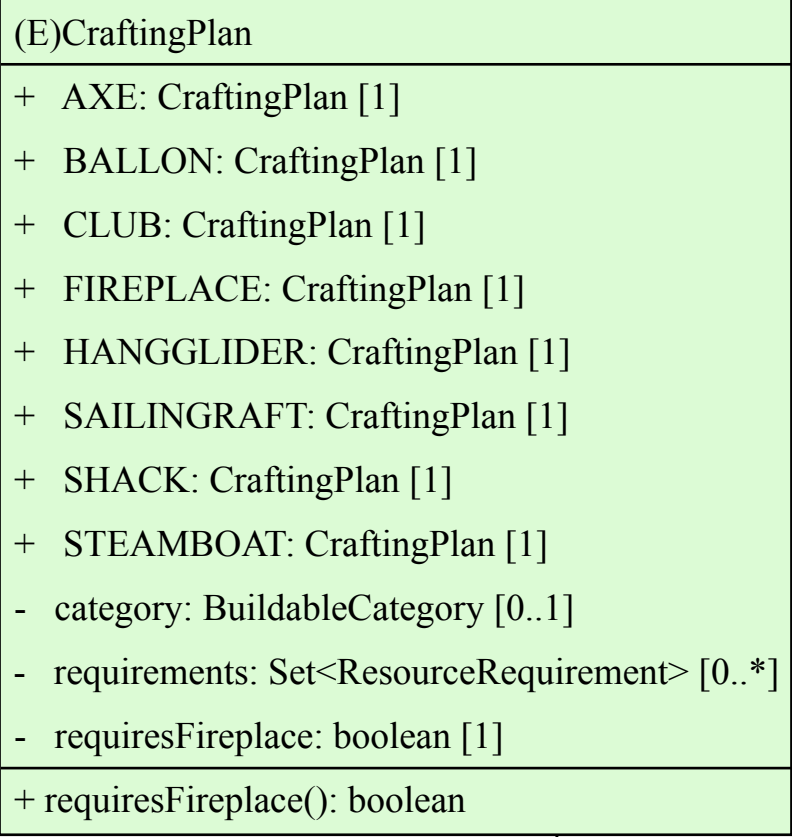 (E)CraftingPlan
+ AXE: CraftingPlan [1]
+ BALLON: CraftingPlan [1]
+ CLUB: CraftingPlan [1]
+ FIREPLACE: CraftingPlan [1]
+ HANGGLIDER: CraftingPlan [1]
+ SAILINGRAFT: CraftingPlan [1]
+ SHACK: CraftingPlan [1]
+ STEAMBOAT: CraftingPlan [1]
- category: BuildableCategory [0..1]
- requirements: Set<ResourceRequirement> [0..*]
- requiresFireplace: boolean [1]
+ requiresFireplace(): boolean